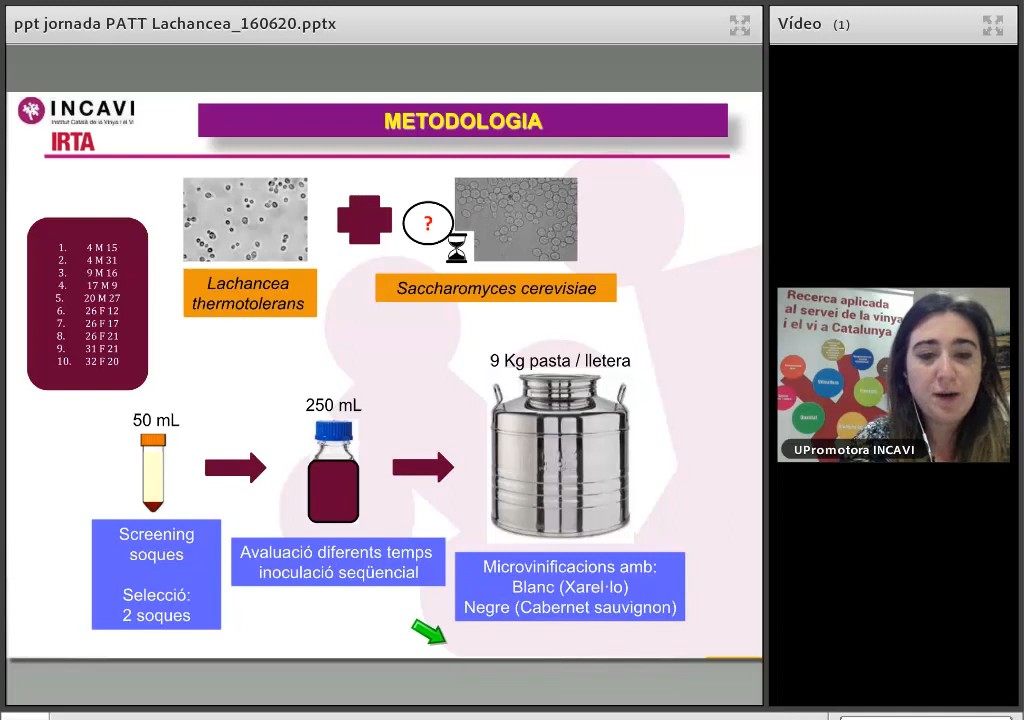 ppt jornada PATT Lachancea_160620.pptx
Vídeo (1)
INCAVI
Institut Català de la Vinya i el Vi
IRTA
METODOLOGIA
?
1. 4 M 15
2. 4 M 31
3. 9 M 16
4. 17 M 9
5. 20 M 27
6. 26 F 12
7. 26 F 17
8. 26 F 21
9. 31 F 21
10. 32 F 20
Lachancea
thermotolerans
Saccharomyces cerevisiae
9 Kg pasta / lletera
250 mL
50 mL
Screening
soques
Selecció:
2 soques
Avaluació diferents temps
inoculació seqüencial
Microvinificacions amb:
Blanc (Xarel·lo)
Negre (Cabernet sauvignon)
Recerca aplicada
al servei de la vinya
i el vi a Catalunya
UPromotora INCAVI